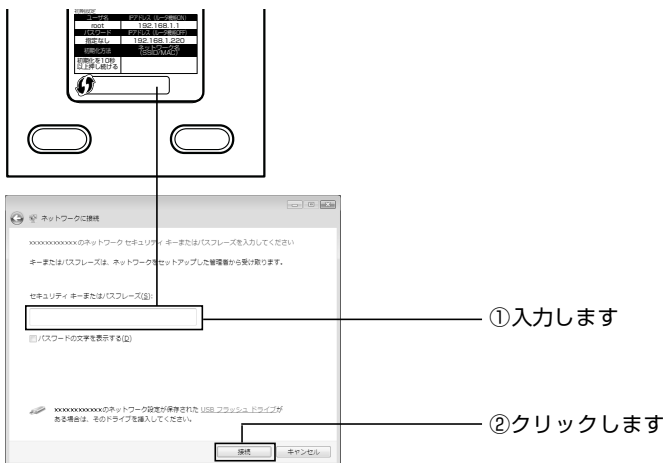 初期設定
ユーザ名 IPアドレス(ルータ機能ON)
root 192.168.1.1
パスワード IPアドレス(ルータ機能OFF)
指定なし 192.168.1.220
初期化方法 ネットワーク名(SSID/MAC)
初期化を10秒
以上押し続ける
ネットワークに接続
xxxxxxxxxxxxのネットワーク セキュリティ キーまたはパスフレーズを入力してください
キーまたはパスフレーズは、ネットワークをセットアップした管理者から受け取ります。
セキュリティ キーまたはパスフレーズ(S):
①入力します
パスワードの文字を表示する(D)
xxxxxxxxxxxxのネットワーク設定が保存された USB フラッシュ ドライブが
ある場合は、そのドライブを挿入してください。
②クリックします
接続 キャンセル